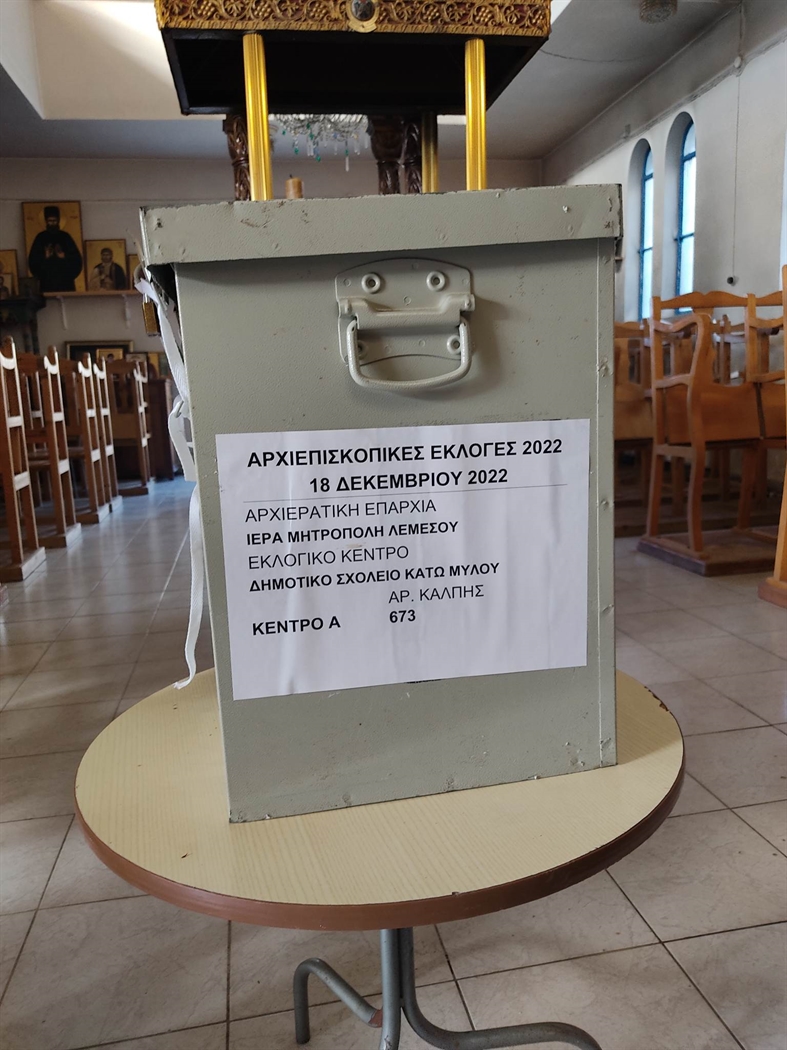 ΑΡΧΙΕΠΙΣΚΟΠΙΚΕΣ ΕΚΛΟΓΕΣ 2022
18 ΔΕΚΕΜΒΡΙΟΥ 2022
ΑΡΧΙΕΡΑΤΙΚΗ ΕΠΑΡΧΙΑ
ΙΕΡΑ ΜΗΤΡΟΠΟΛΗ ΛΕΜΕΣΟΥ
ΕΚΛΟΓΙΚΟ ΚΕΝΤΡΟ
ΔΗΜΟΤΙΚΟ ΣΧΟΛΕΙΟ ΚΑΤΩ ΜΥΛΟΥ
ΑΡ. ΚΑΛΠΗΣ
ΚΕΝΤΡΟ Α 673